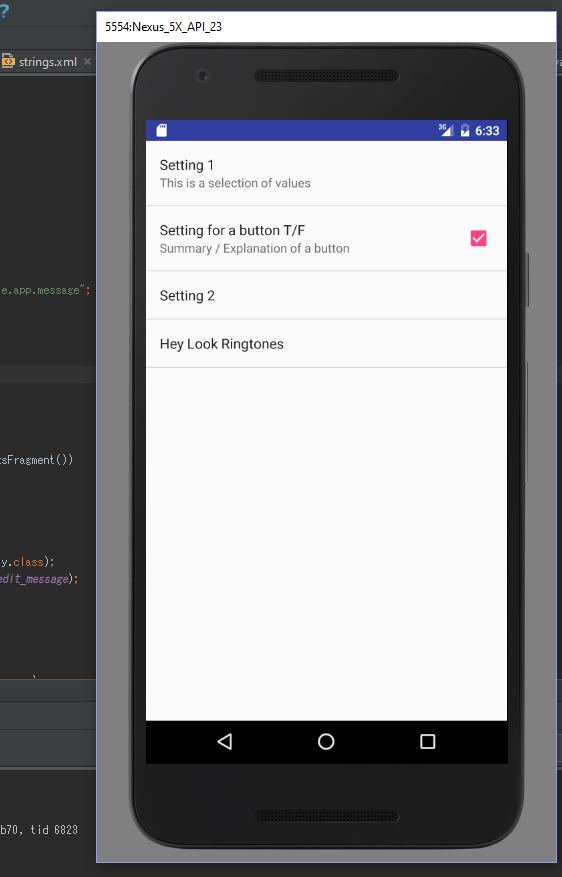 ?
5554:Nexus_5X_API_23
strings.xml
3G
6:33
Setting 1
This is a selection of values
Setting for a button T/F
Summary / Explanation of a button
e.app.message";
Setting 2
Hey Look Ringtones
tsFragment())
y.class);
edit_message);
b70, tid 6823